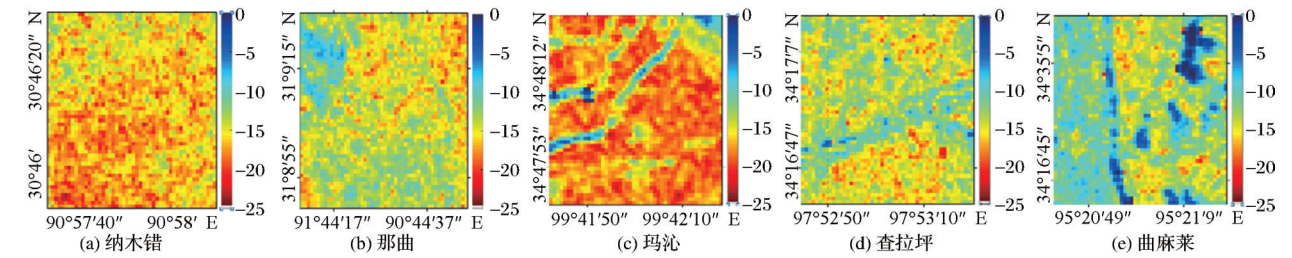 30°46′20″ N
30°46′
0
−5
−10
−15
−20
−25
90°57′40″ 90°58′ E
(a) 纳木错
31°9′15″ N
31°8′55″
0
−5
−10
−15
−20
−25
91°44′17″ 90°44′37″ E
(b) 那曲
34°48′12″ N
34°47′53″
0
−5
−10
−15
−20
−25
99°41′50″ 99°42′10″ E
(c) 玛沁
34°17′7″ N
34°16′47″
0
−5
−10
−15
−20
−25
97°52′50″ 97°53′10″ E
(d) 查拉坪
34°35′5″ N
34°16′45″
0
−5
−10
−15
−20
−25
95°20′49″ 95°21′9″ E
(e) 曲麻莱